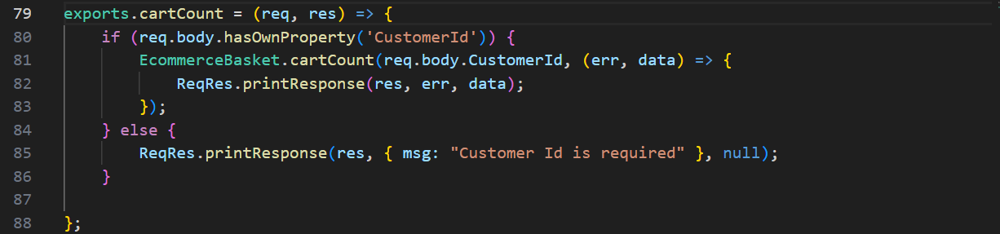 79 exports.cartCount = (req, res) => {
80     if (req.body.hasOwnProperty('CustomerId')) {
81         EcommerceBasket.cartCount(req.body.CustomerId, (err, data) => {
82             ReqRes.printResponse(res, err, data);
83         });
84     } else {
85         ReqRes.printResponse(res, { msg: "Customer Id is required" }, null);
86     }
87
88 };